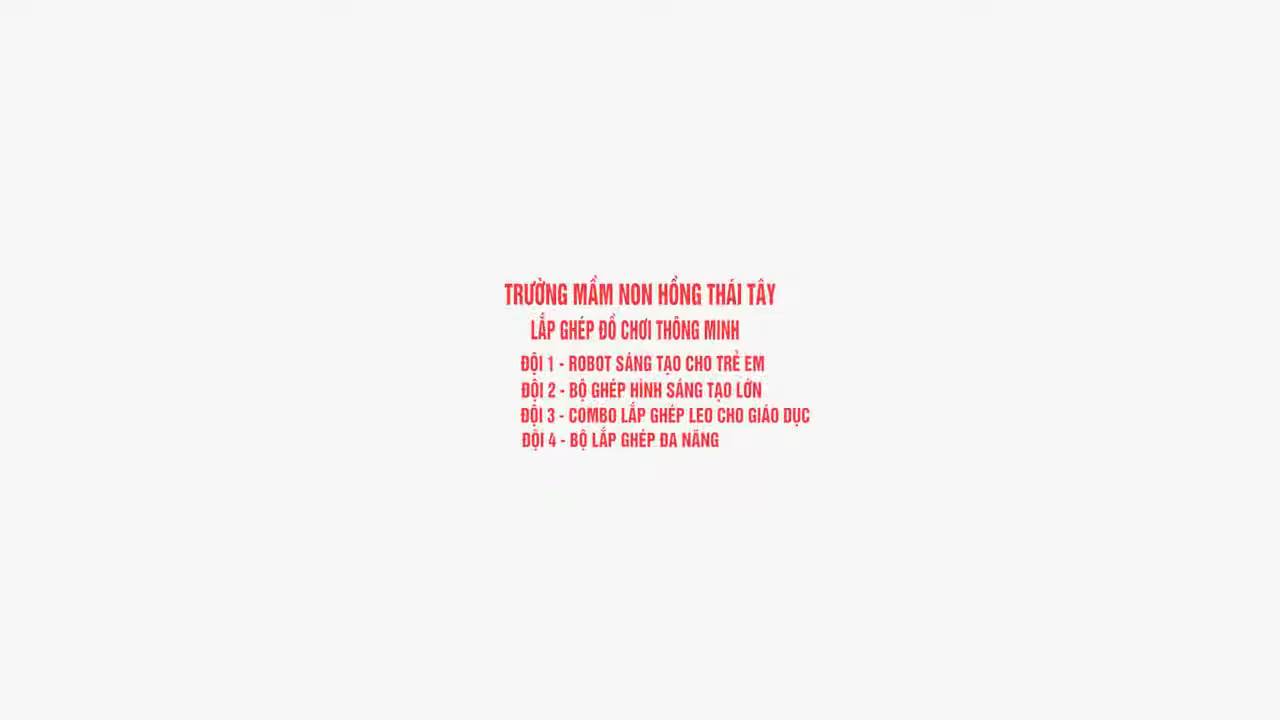 TRƯỜNG MẦM NON HỒNG THÁI TÂY
LẮP GHÉP ĐỒ CHƠI THÔNG MINH
ĐỘI 1 - ROBOT SÁNG TẠO CHO TRẺ EM
ĐỘI 2 - BỘ GHÉP HÌNH SÁNG TẠO LỚN
ĐỘI 3 - COMBO LẮP GHÉP LEO CHO GIÁO DỤC
ĐỘI 4 - BỘ LẮP GHÉP ĐA NĂNG